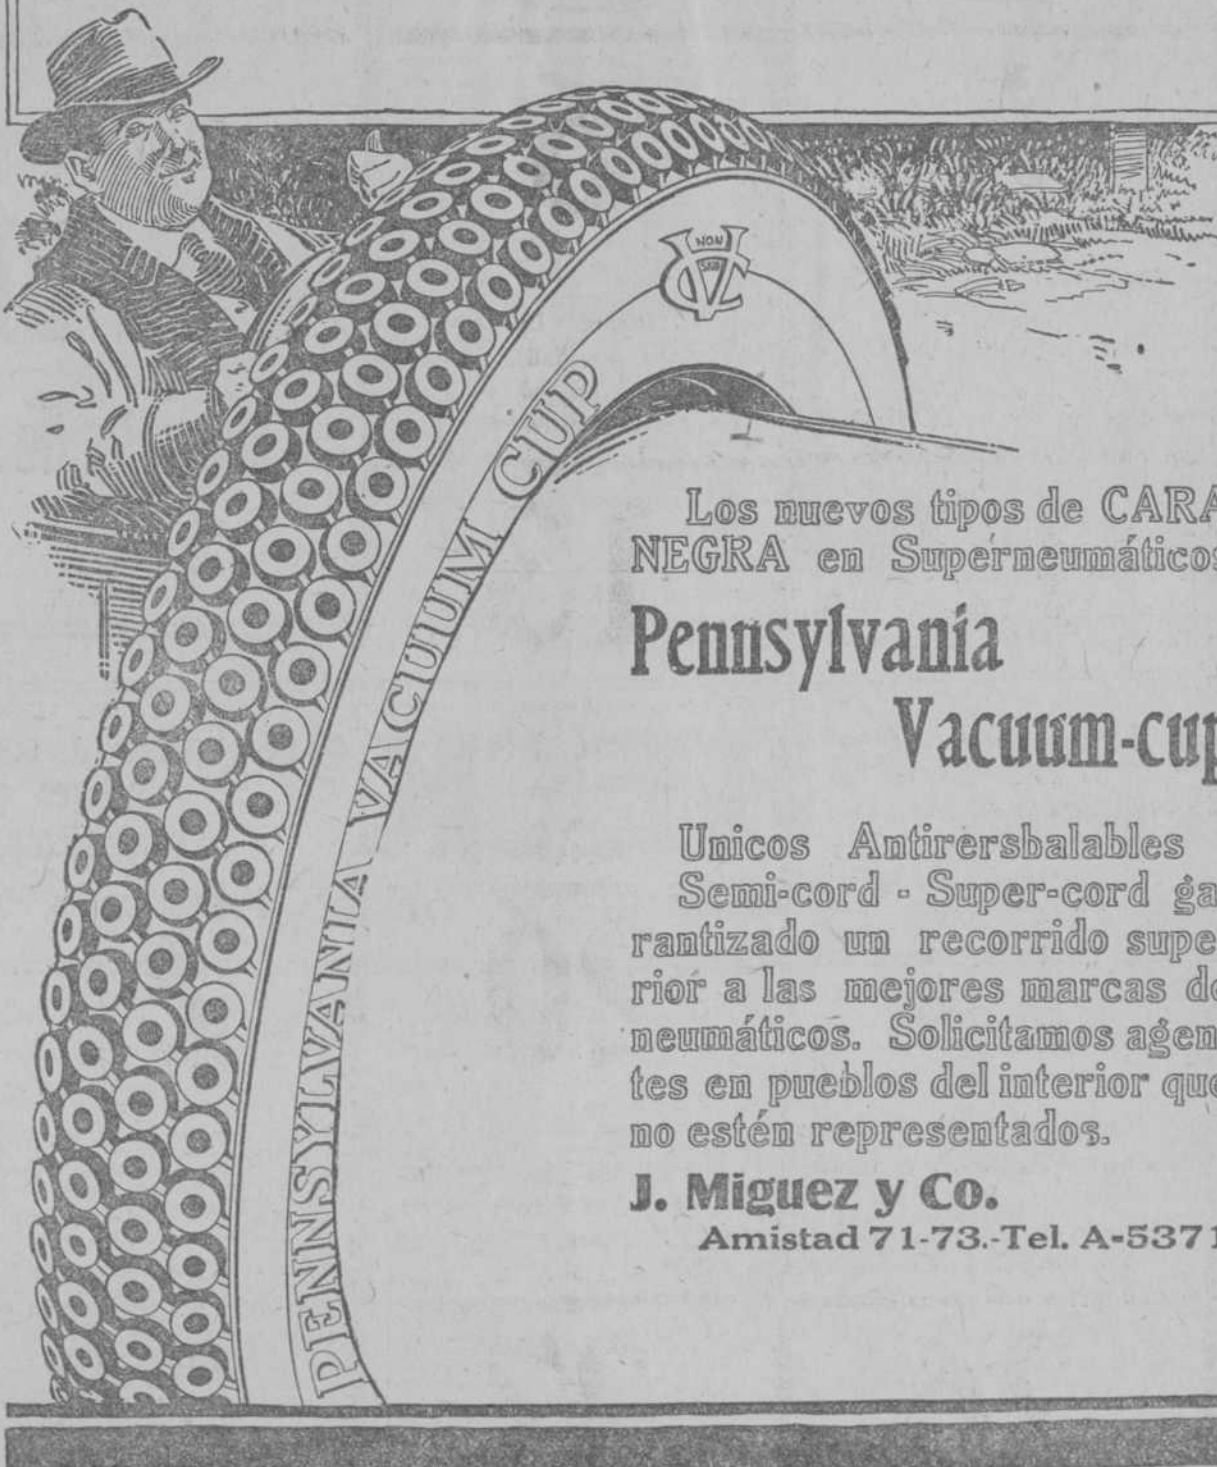 NON
SKID
VC
PENNSYLVANIA VACUUM CUP
Los nuevos tipos de CARA
NEGRA en Superneumáticos
Pennsylvania
Vacuum-cup
Unicos Antirersbalables
Semi-cord - Super-cord ga
rantizado un recorrido supe
rior a las mejores marcas de
neumáticos. Solicitamos agen
tes en pueblos del interior que
no estén representados.
J. Miguez y Co.
Amistad 71-73.-Tel. A-5371